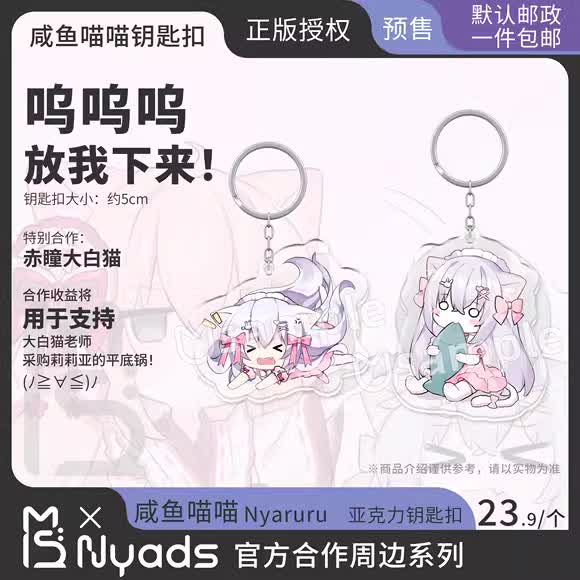 咸鱼喵喵钥匙扣
正版授权
预售
默认邮政
一件包邮
呜呜呜
放我下来！
钥匙扣大小：约5cm
特别合作：
赤瞳大白猫
合作收益将
用于支持
大白猫老师
采购莉莉亚的平底锅！
(ﾉ≧∀≦)ﾉ
sample
sample
※商品介绍谨供参考，请以实物为准
咸鱼喵喵 Nyaruru 亚克力钥匙扣 23.9/个
× Nyads 官方合作周边系列